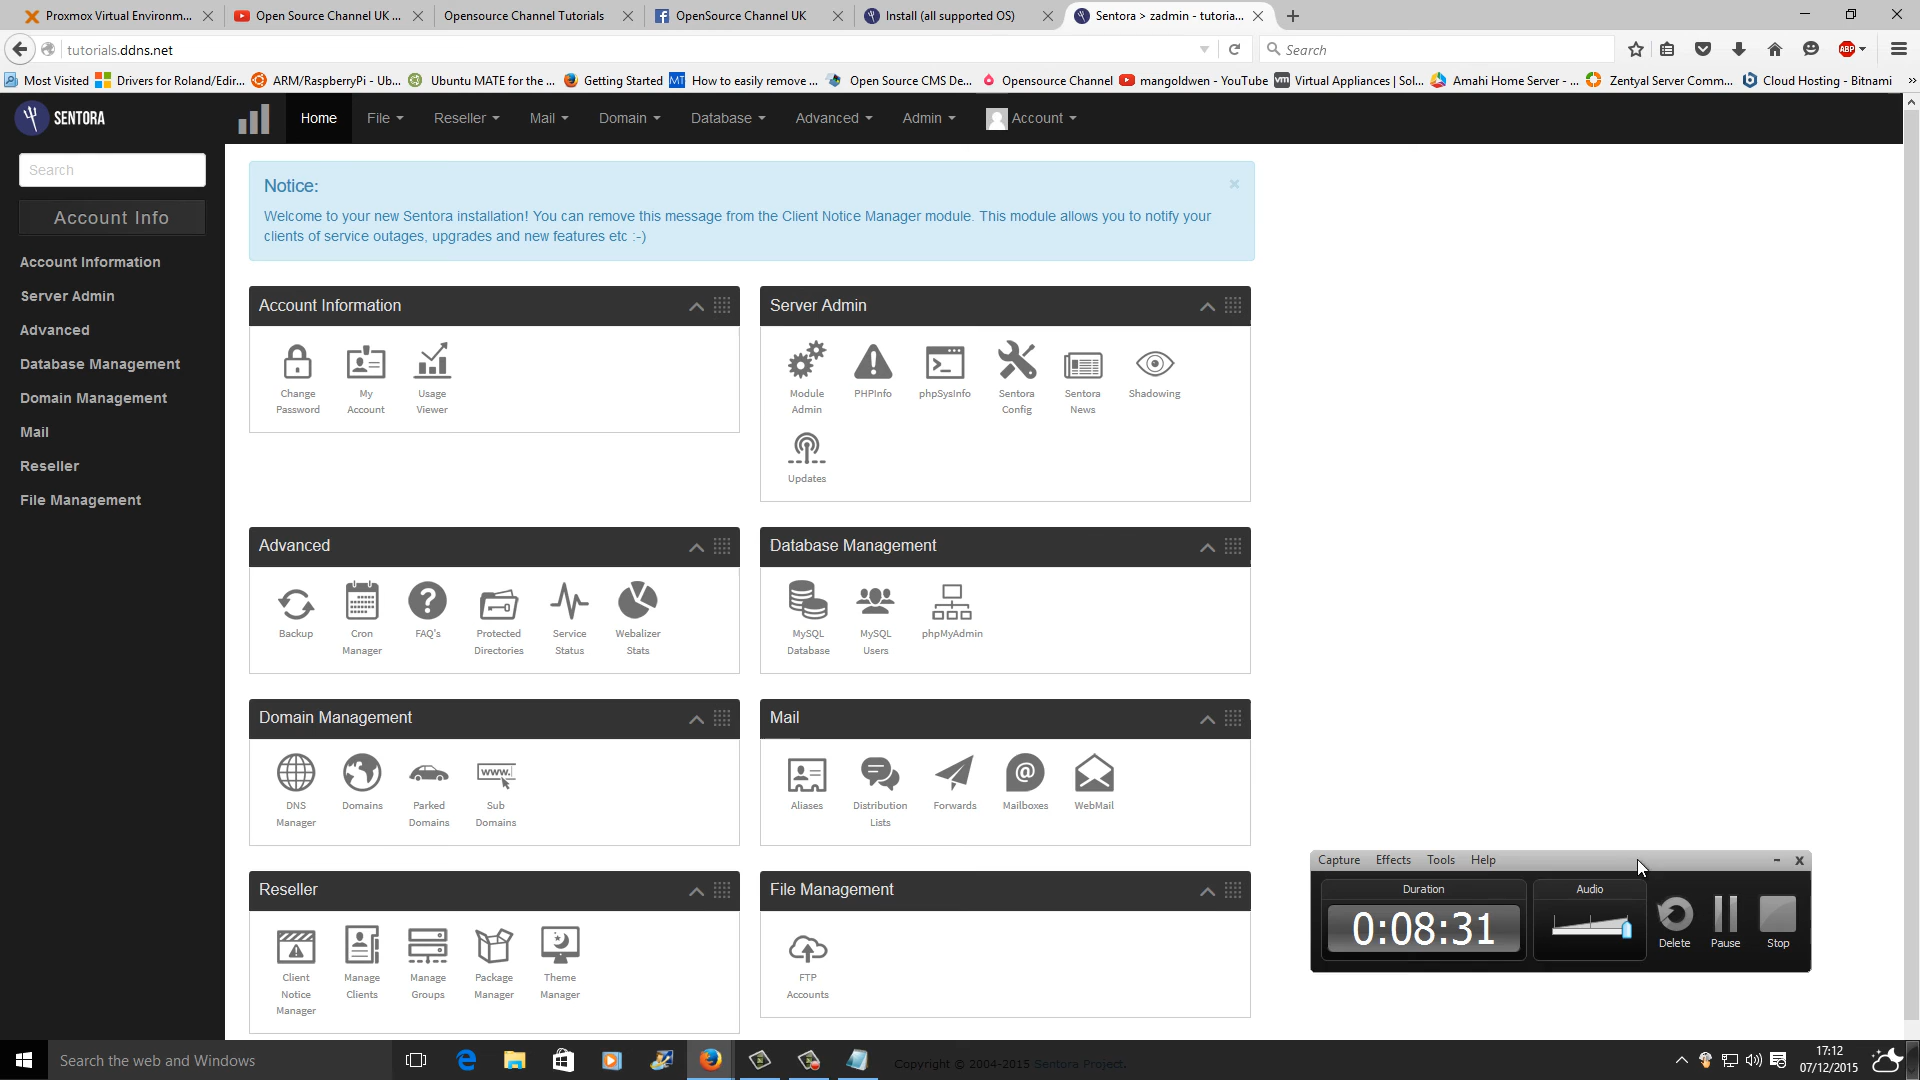 Proxmox Virtual Environm...
Open Source Channel UK ...
Opensource Channel Tutorials
OpenSource Channel UK
Install (all supported OS)
Sentora > zadmin - tutoria...
tutorials.ddns.net
Search
ABP
Most Visited
Drivers for Roland/Edir...
ARM/RaspberryPi - Ub...
Ubuntu MATE for the ...
Getting Started
MT
How to easily remove ...
Open Source CMS De...
Opensource Channel
mangoldwen - YouTube
vm
Virtual Appliances | Sol...
Amahi Home Server - ...
Zentyal Server Comm...
Cloud Hosting - Bitnami
SENTORA
Home
File
Reseller
Mail
Domain
Database
Advanced
Admin
Account
Search
Account Info
Account Information
Server Admin
Advanced
Database Management
Domain Management
Mail
Reseller
File Management
Notice:
Welcome to your new Sentora installation! You can remove this message from the Client Notice Manager module. This module allows you to notify your
clients of service outages, upgrades and new features etc :-)
Account Information
Change
Password
My
Account
Usage
Viewer
Server Admin
Module
Admin
PHPInfo
phpSysInfo
Sentora
Config
Sentora
News
Shadowing
Updates
Advanced
Backup
Cron
Manager
FAQ's
Protected
Directories
Service
Status
Webalizer
Stats
Database Management
MySQL
Database
MySQL
Users
phpMyAdmin
Domain Management
DNS
Manager
Domains
Parked
Domains
www.
Sub
Domains
Mail
Aliases
Distribution
Lists
Forwards
Mailboxes
WebMail
Reseller
Client
Notice
Manager
Manage
Clients
Manage
Groups
Package
Manager
Theme
Manager
File Management
FTP
Accounts
Capture Effects Tools Help
Duration
0:08:31
Audio
Delete
Pause
Stop
Search the web and Windows
Copyright © 2004-2015 Sentora Project.
17:12
07/12/2015